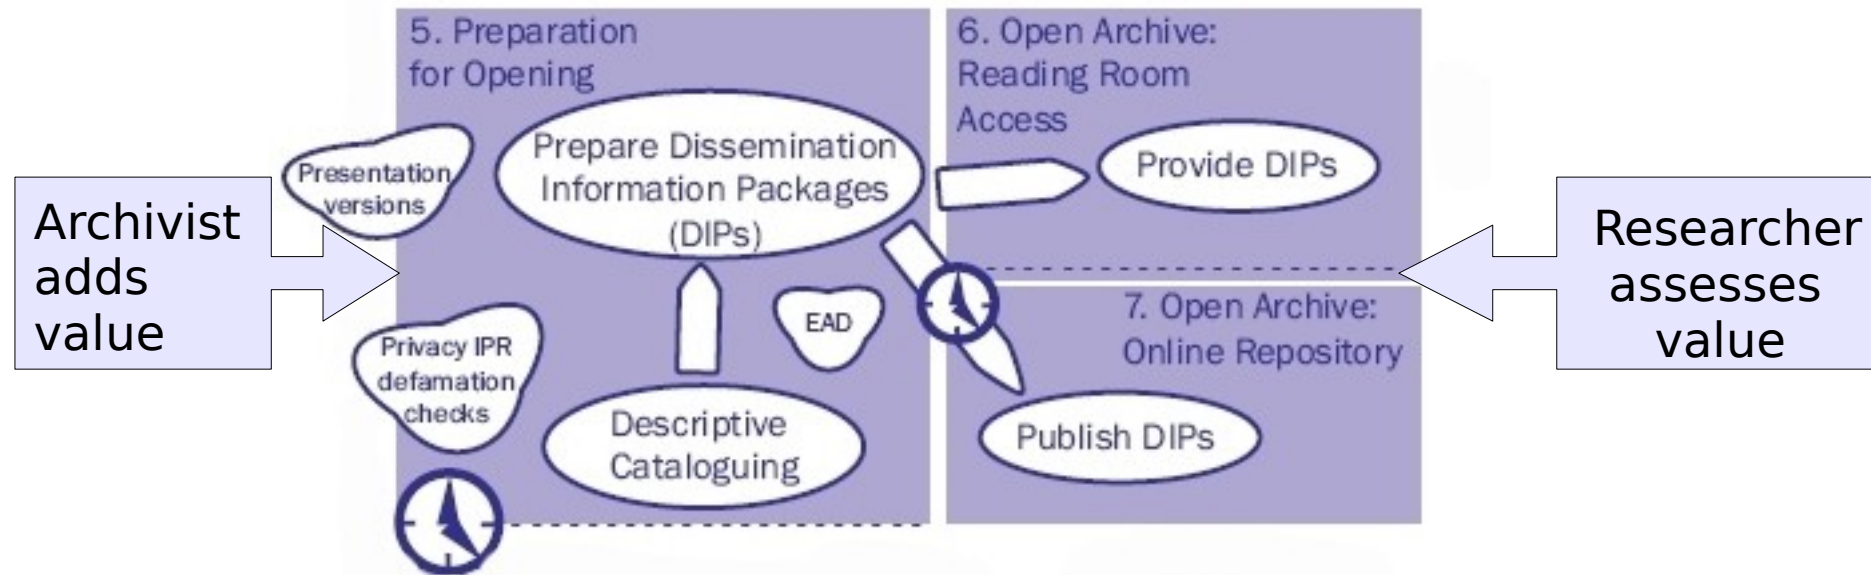 Archivist
adds
value
5. Preparation
for Opening
Presentation
versions
Prepare Dissemination
Information Packages
(DIPs)
Privacy IPR
defamation
checks
EAD
Descriptive
Cataloguing
6. Open Archive:
Reading Room
Access
Provide DIPs
7. Open Archive:
Online Repository
Publish DIPs
Researcher
assesses
value